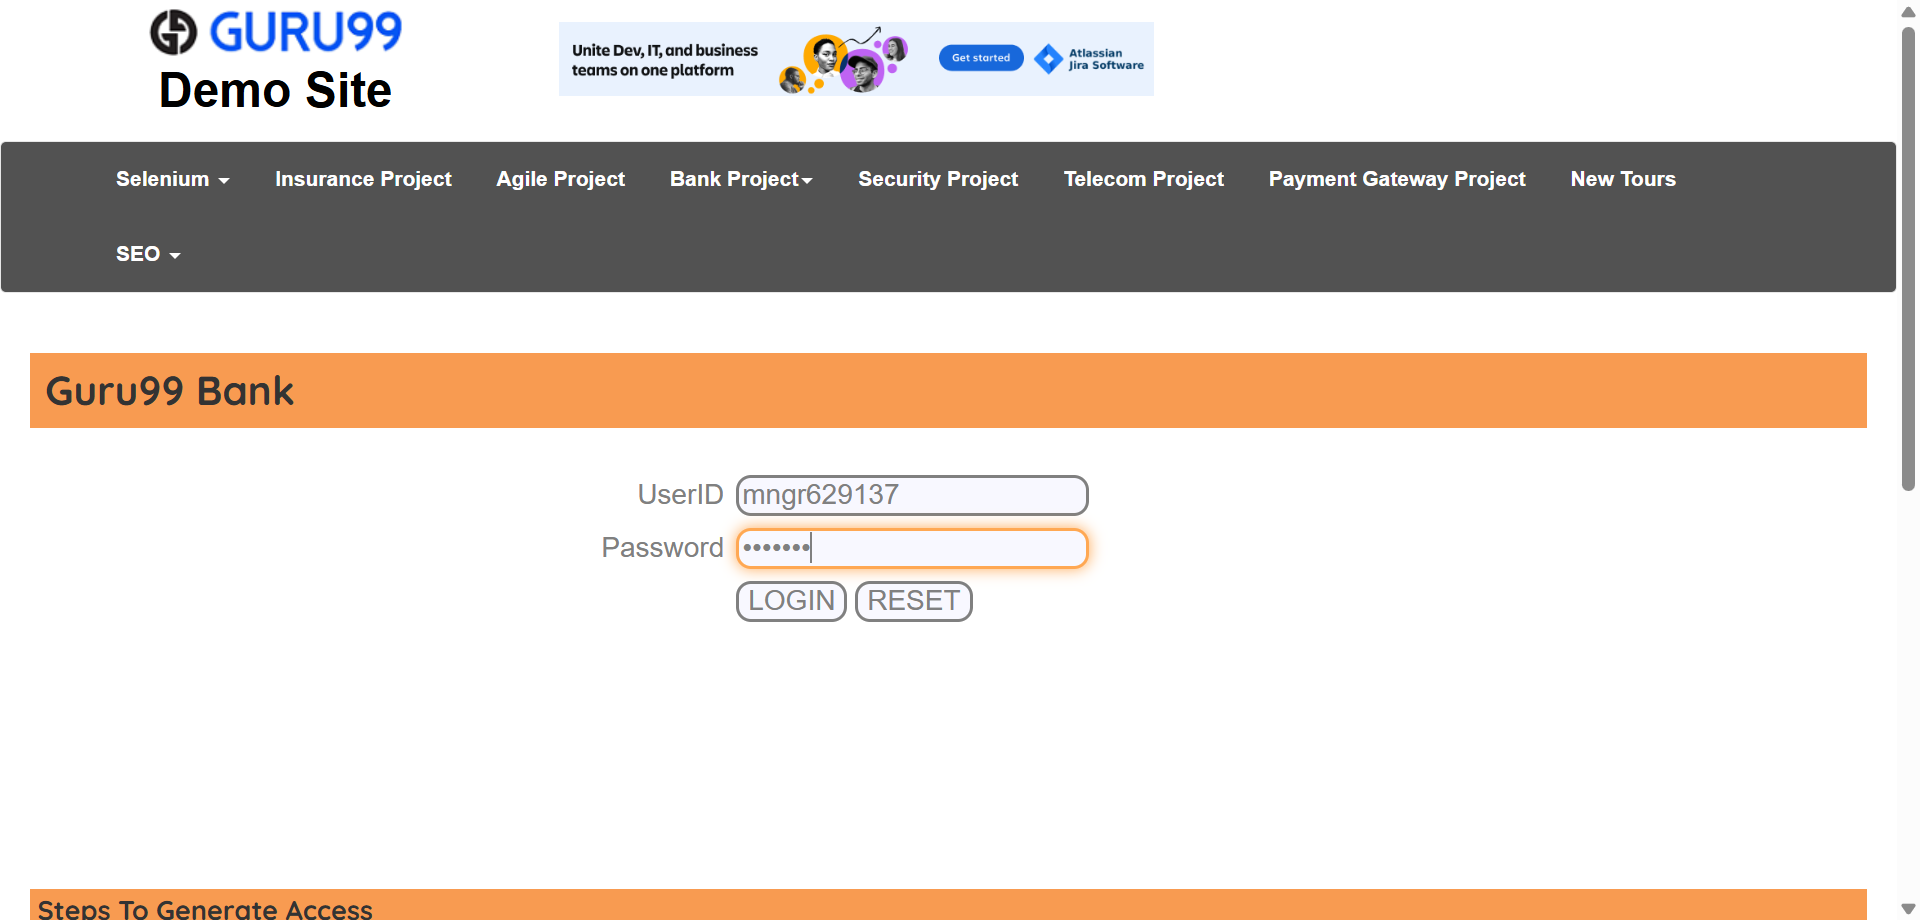 GURU99
Demo Site
Unite Dev, IT, and business
teams on one platform
Get started
Atlassian
Jira Software
Selenium
Insurance Project
Agile Project
Bank Project
Security Project
Telecom Project
Payment Gateway Project
New Tours
SEO
Guru99 Bank
UserID mngr629137
Password •••••••
LOGIN RESET
Steps To Generate Access